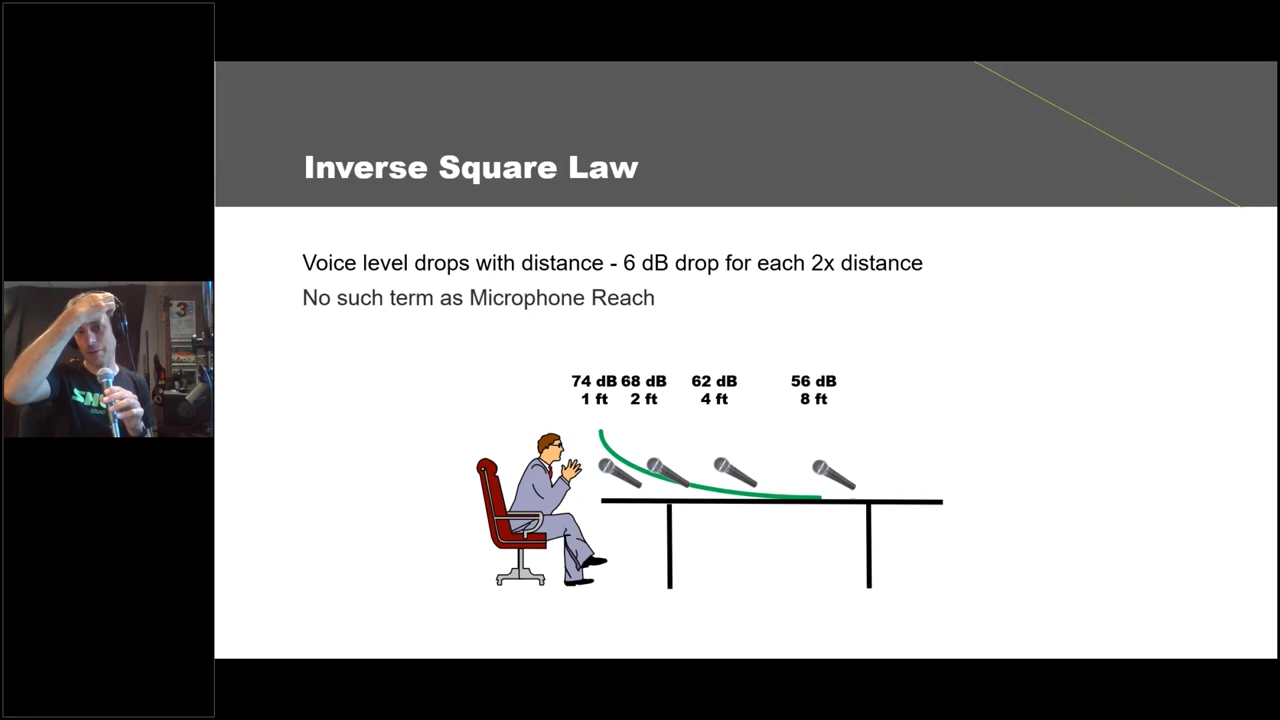 Inverse Square Law
Voice level drops with distance - 6 dB drop for each 2x distance
No such term as Microphone Reach
74 dB 68 dB 62 dB 56 dB
1 ft 2 ft 4 ft 8 ft
3